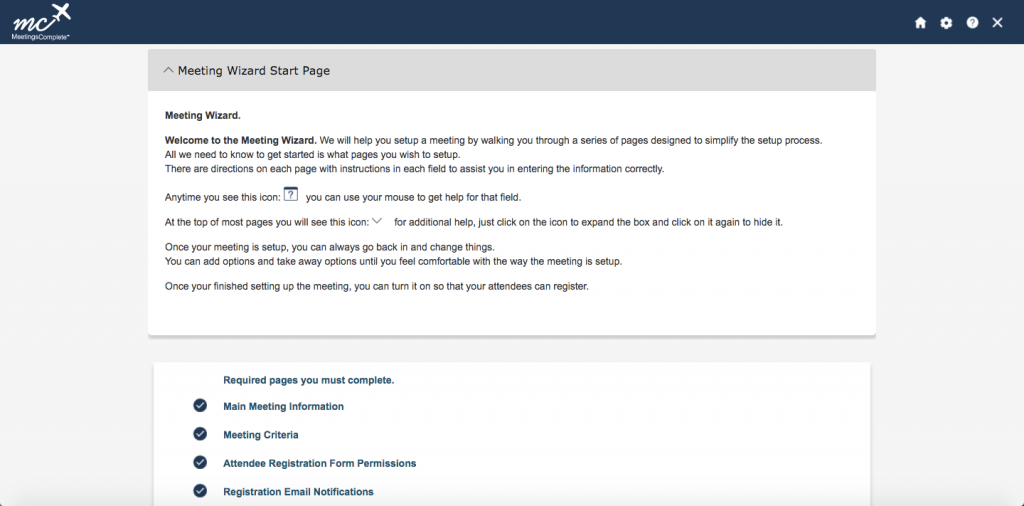 mc
MeetingsComplete™
Meeting Wizard Start Page
Meeting Wizard.
Welcome to the Meeting Wizard. We will help you setup a meeting by walking you through a series of pages designed to simplify the setup process.
All we need to know to get started is what pages you wish to setup.
There are directions on each page with instructions in each field to assist you in entering the information correctly.
Anytime you see this icon: ? you can use your mouse to get help for that field.
At the top of most pages you will see this icon: for additional help, just click on the icon to expand the box and click on it again to hide it.
Once your meeting is setup, you can always go back in and change things.
You can add options and take away options until you feel comfortable with the way the meeting is setup.
Once your finished setting up the meeting, you can turn it on so that your attendees can register.
Required pages you must complete.
Main Meeting Information
Meeting Criteria
Attendee Registration Form Permissions
Registration Email Notifications